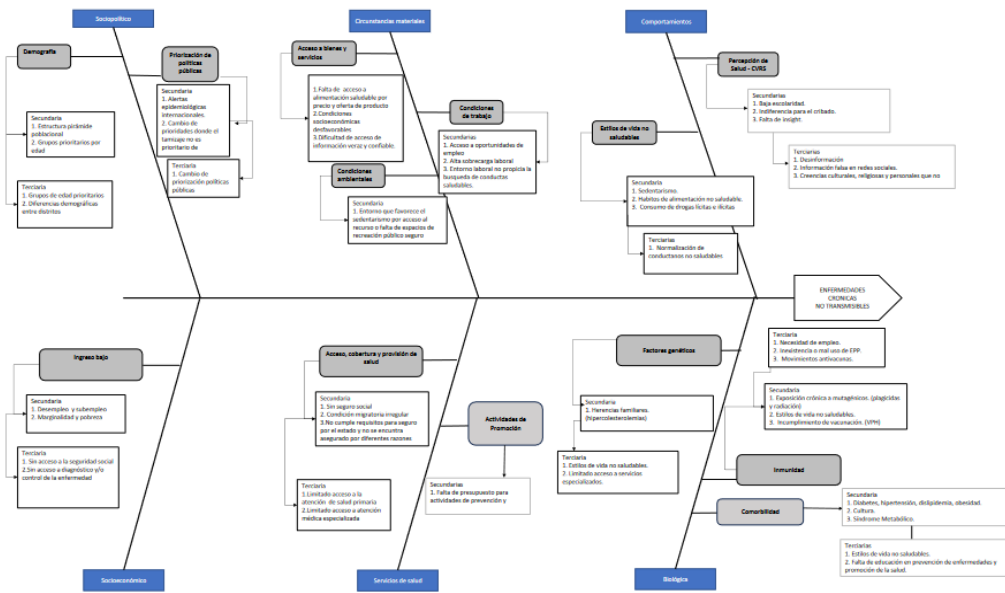 Sociopolítico
Circunstancias materiales
Comportamientos
Demografía
Priorización de
políticas
públicas
Secundaria
1. Alertas
epidemiológicas
internacionales.
2. Cambio de
prioridades donde el
tamizaje no es
prioritario de
Secundaria
1. Estructura pirámide
poblacional
2. Grupos prioritarios por
edad
Terciaria
1. Cambio de
priorización políticas
públicas
Terciaria
1. Grupos de edad prioritarios
2. Diferencias demográficas
entre distritos
Acceso a bienes y
servicios
1.Falta de acceso a
alimentación saludable por
precio y oferta de producto
2.Condiciones
socioeconómicas
desfavorables
3.Dificultad de acceso de
información veraz y confiable.
Condiciones
de trabajo
Secundarias
1. Acceso a oportunidades de
empleo
2. Alta sobrecarga laboral
3. Entorno laboral no propicia la
busqueda de conductas
saludables.
Condiciones
ambientales
Secundaria
1. Entorno que favorece el
sedentarismo por acceso al
recurso o falta de espacios de
recreación público seguro
Percepción de
Salud - CVRS
Secundarias
1. Baja escolaridad.
2. Indiferencia para el cribado.
3. Falta de insight.
Estilos de vida no
saludables
Terciarias
1. Desinformación
2. Información falsa en redes sociales.
3. Creencias culturales, religiosas y personales que no
Secundaria
1. Sedentarismo.
2. Habitos de alimentación no saludable.
3. Consumo de drogas lícitas e ilícitas
Terciarias
1. Normalización de
conductanos no saludables
ENFERMEDADES
CRONICAS
NO TRANSMISIBLES
Ingreso bajo
Secundaria
1. Desempleo y subempleo
2. Marginalidad y pobreza
Terciaria
1. Sin acceso a la seguridad social
2.Sin acceso a diagnóstico y/o
control de la enfermedad
Acceso, cobertura y provisión de
salud
Secundaria
1. Sin seguro social
2. Condición migratoria irregular
3.No cumple requisitos para seguro
por el estado y no se encuntra
asegurado por diferentes razones
Actividades de
Promoción
Terciaria
1.Limitado acceso a la
atención de salud primaria
2.Limitado acceso a atención
médica especializada
Secundarias
1. Falta de presupuesto para
actividades de prevención y
Factores genéticos
Secundaria
1. Herencias familiares.
(hipercolesterolemias)
Terciaria
1. Estilos de vida no saludables.
2. Limitado acceso a servicios
especializados.
Terciaria
1. Necesidad de empleo.
2. Inexistencia o mal uso de EPP.
3. Movimientos antivacunas.
Secundaria
1. Exposición crónica a mutagénicos. (plagicidas
y radiación)
2. Estilos de vida no saludables.
3. Incumplimiento de vacunación. (VPH)
Inmunidad
Comorbilidad
Secundaria
1. Diabetes, hipertensión, dislipidemia, obesidad.
2. Cultura.
3. Síndrome Metabólico.
Terciarias
1. Estilos de vida no saludables.
2. Falta de educación en prevención de enfermedades y
promoción de la salud.
Socioeconómico
Servicios de salud
Biológica